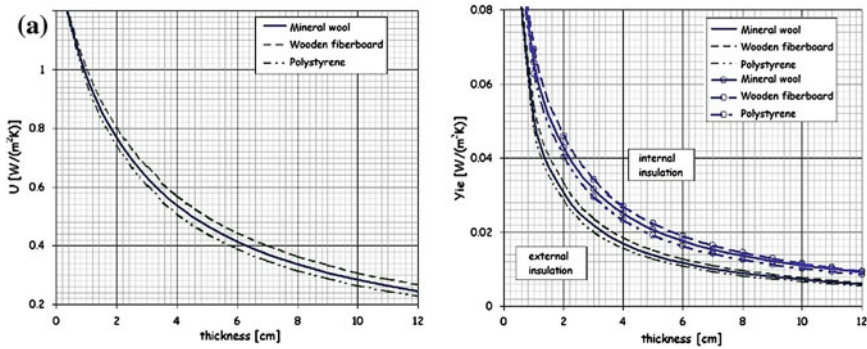 (a)
Mineral wool
Wooden fiberboard
Polystyrene
1
0.8
0.6
0.4
0.2
U [W/(m²K)]
0 2 4 6 8 10 12
thickness [cm]
Mineral wool
Wooden fiberboard
Polystyrene
Mineral wool
Wooden fiberboard
Polystyrene
0.08
0.06
0.04
0.02
0
Yie [W/(m²K)]
internal
insulation
external
insulation
0 2 4 6 8 10 12
thickness [cm]